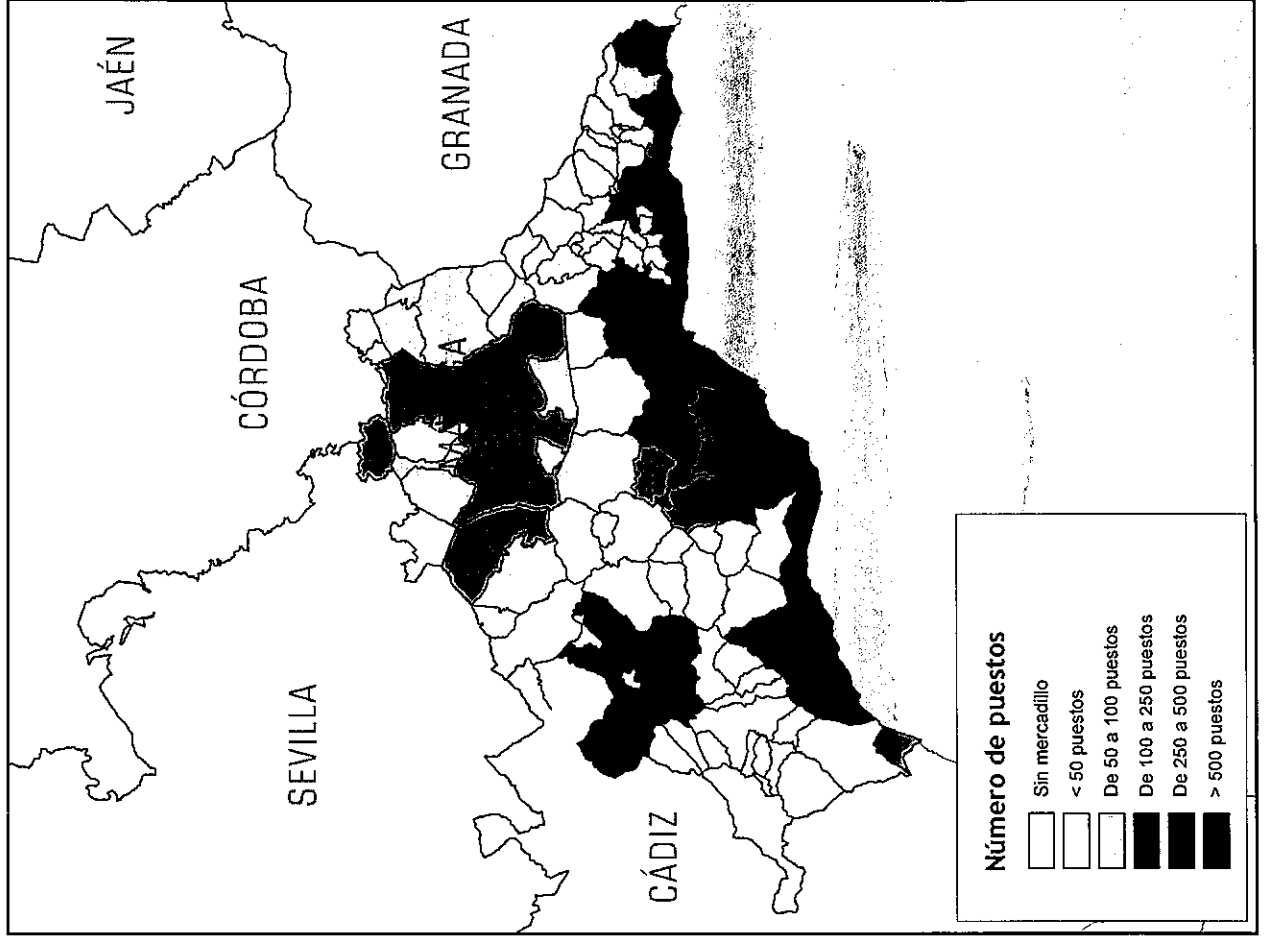 JAÉN
CÓRDOBA
GRANADA
SEVILLA
CÁDIZ
Número de puestos
Sin mercadillo
< 50 puestos
De 50 a 100 puestos
De 100 a 250 puestos
De 250 a 500 puestos
> 500 puestos